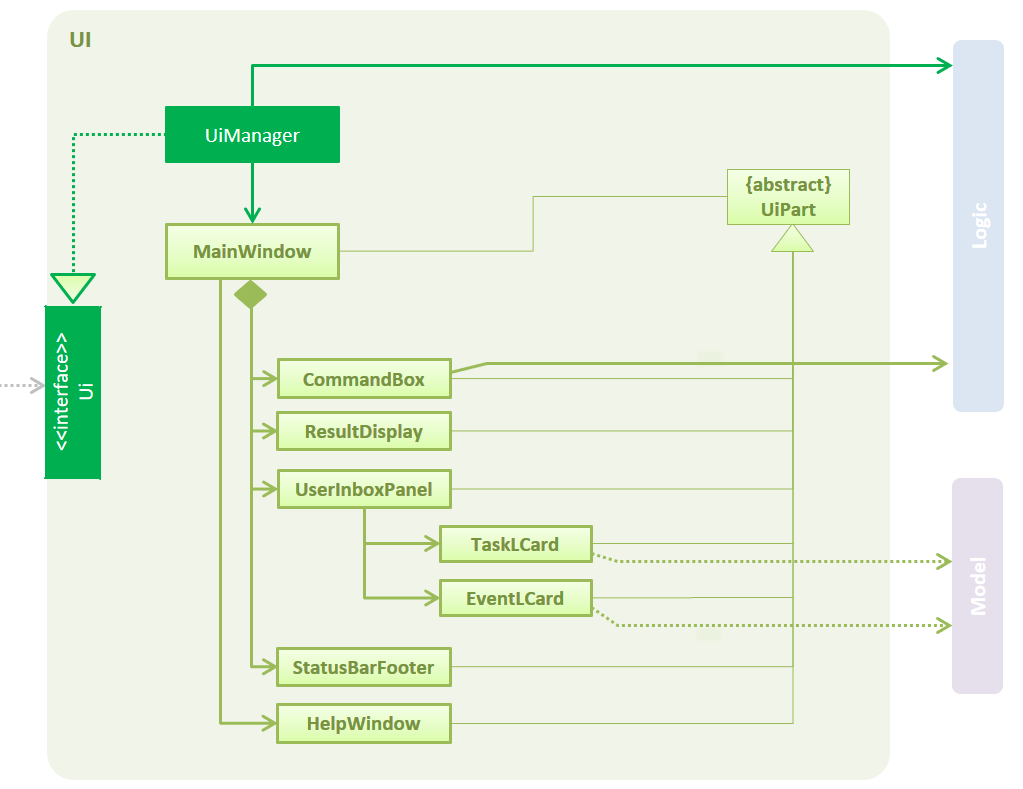 UI
UiManager
{abstract}
UiPart
MainWindow
Logic
<<interface>>
Ui
CommandBox
ResultDisplay
UserInboxPanel
TaskLCard
EventLCard
Model
StatusBarFooter
HelpWindow